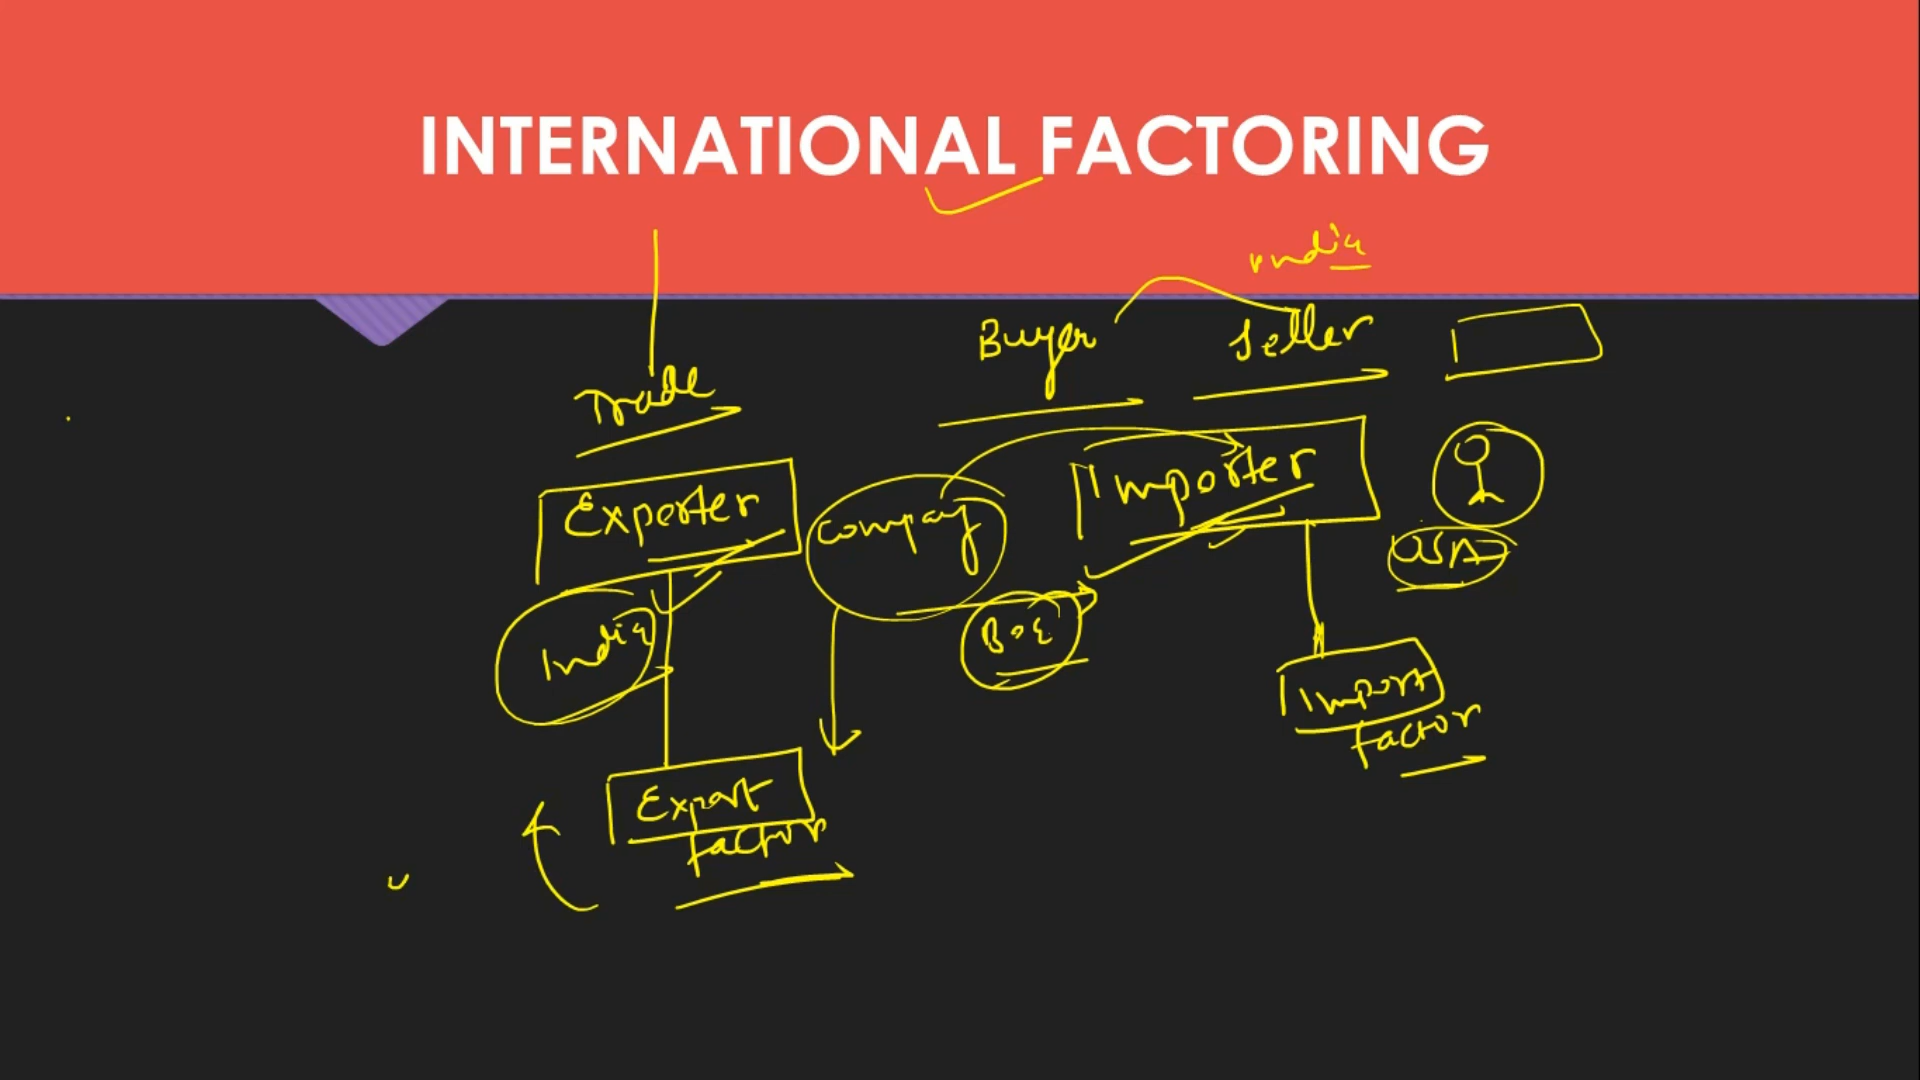 INTERNATIONAL FACTORING
India
Buyer Seller
Trade
Exporter Company Importer
USA
India BOE
Import
Factor
Export
factor